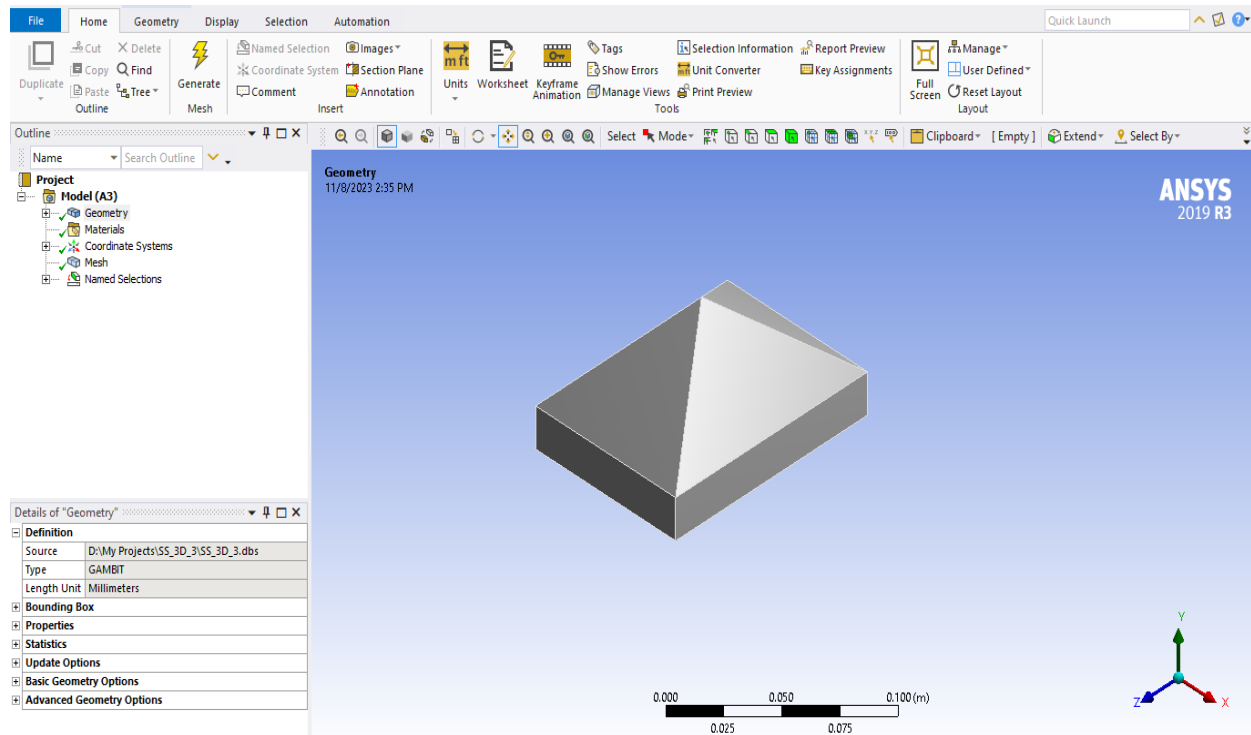 File Home Geometry Display Selection Automation Quick Launch
Cut Delete Named Selection Images Tags Selection Information Report Preview Manage
Copy Find Coordinate System Section Plane Show Errors Unit Converter Key Assignments User Defined
Duplicate Paste Tree Generate Comment Annotation Units Worksheet Keyframe Animation Manage Views Print Preview Full Screen Reset Layout
Outline Mesh Insert Tools Layout
Outline
Select Mode Clipboard [ Empty ] Extend Select By
Name Search Outline
Project
Model (A3)
Geometry
Materials
Coordinate Systems
Mesh
Named Selections
Geometry
11/8/2023 2:35 PM
ANSYS
2019 R3
Details of "Geometry"
Definition
Source D:\My Projects\SS_3D_3\SS_3D_3.dbs
Type GAMBIT
Length Unit Millimeters
Bounding Box
Properties
Statistics
Update Options
Basic Geometry Options
Advanced Geometry Options
0.000 0.050 0.100 (m)
0.025 0.075
Y
Z X